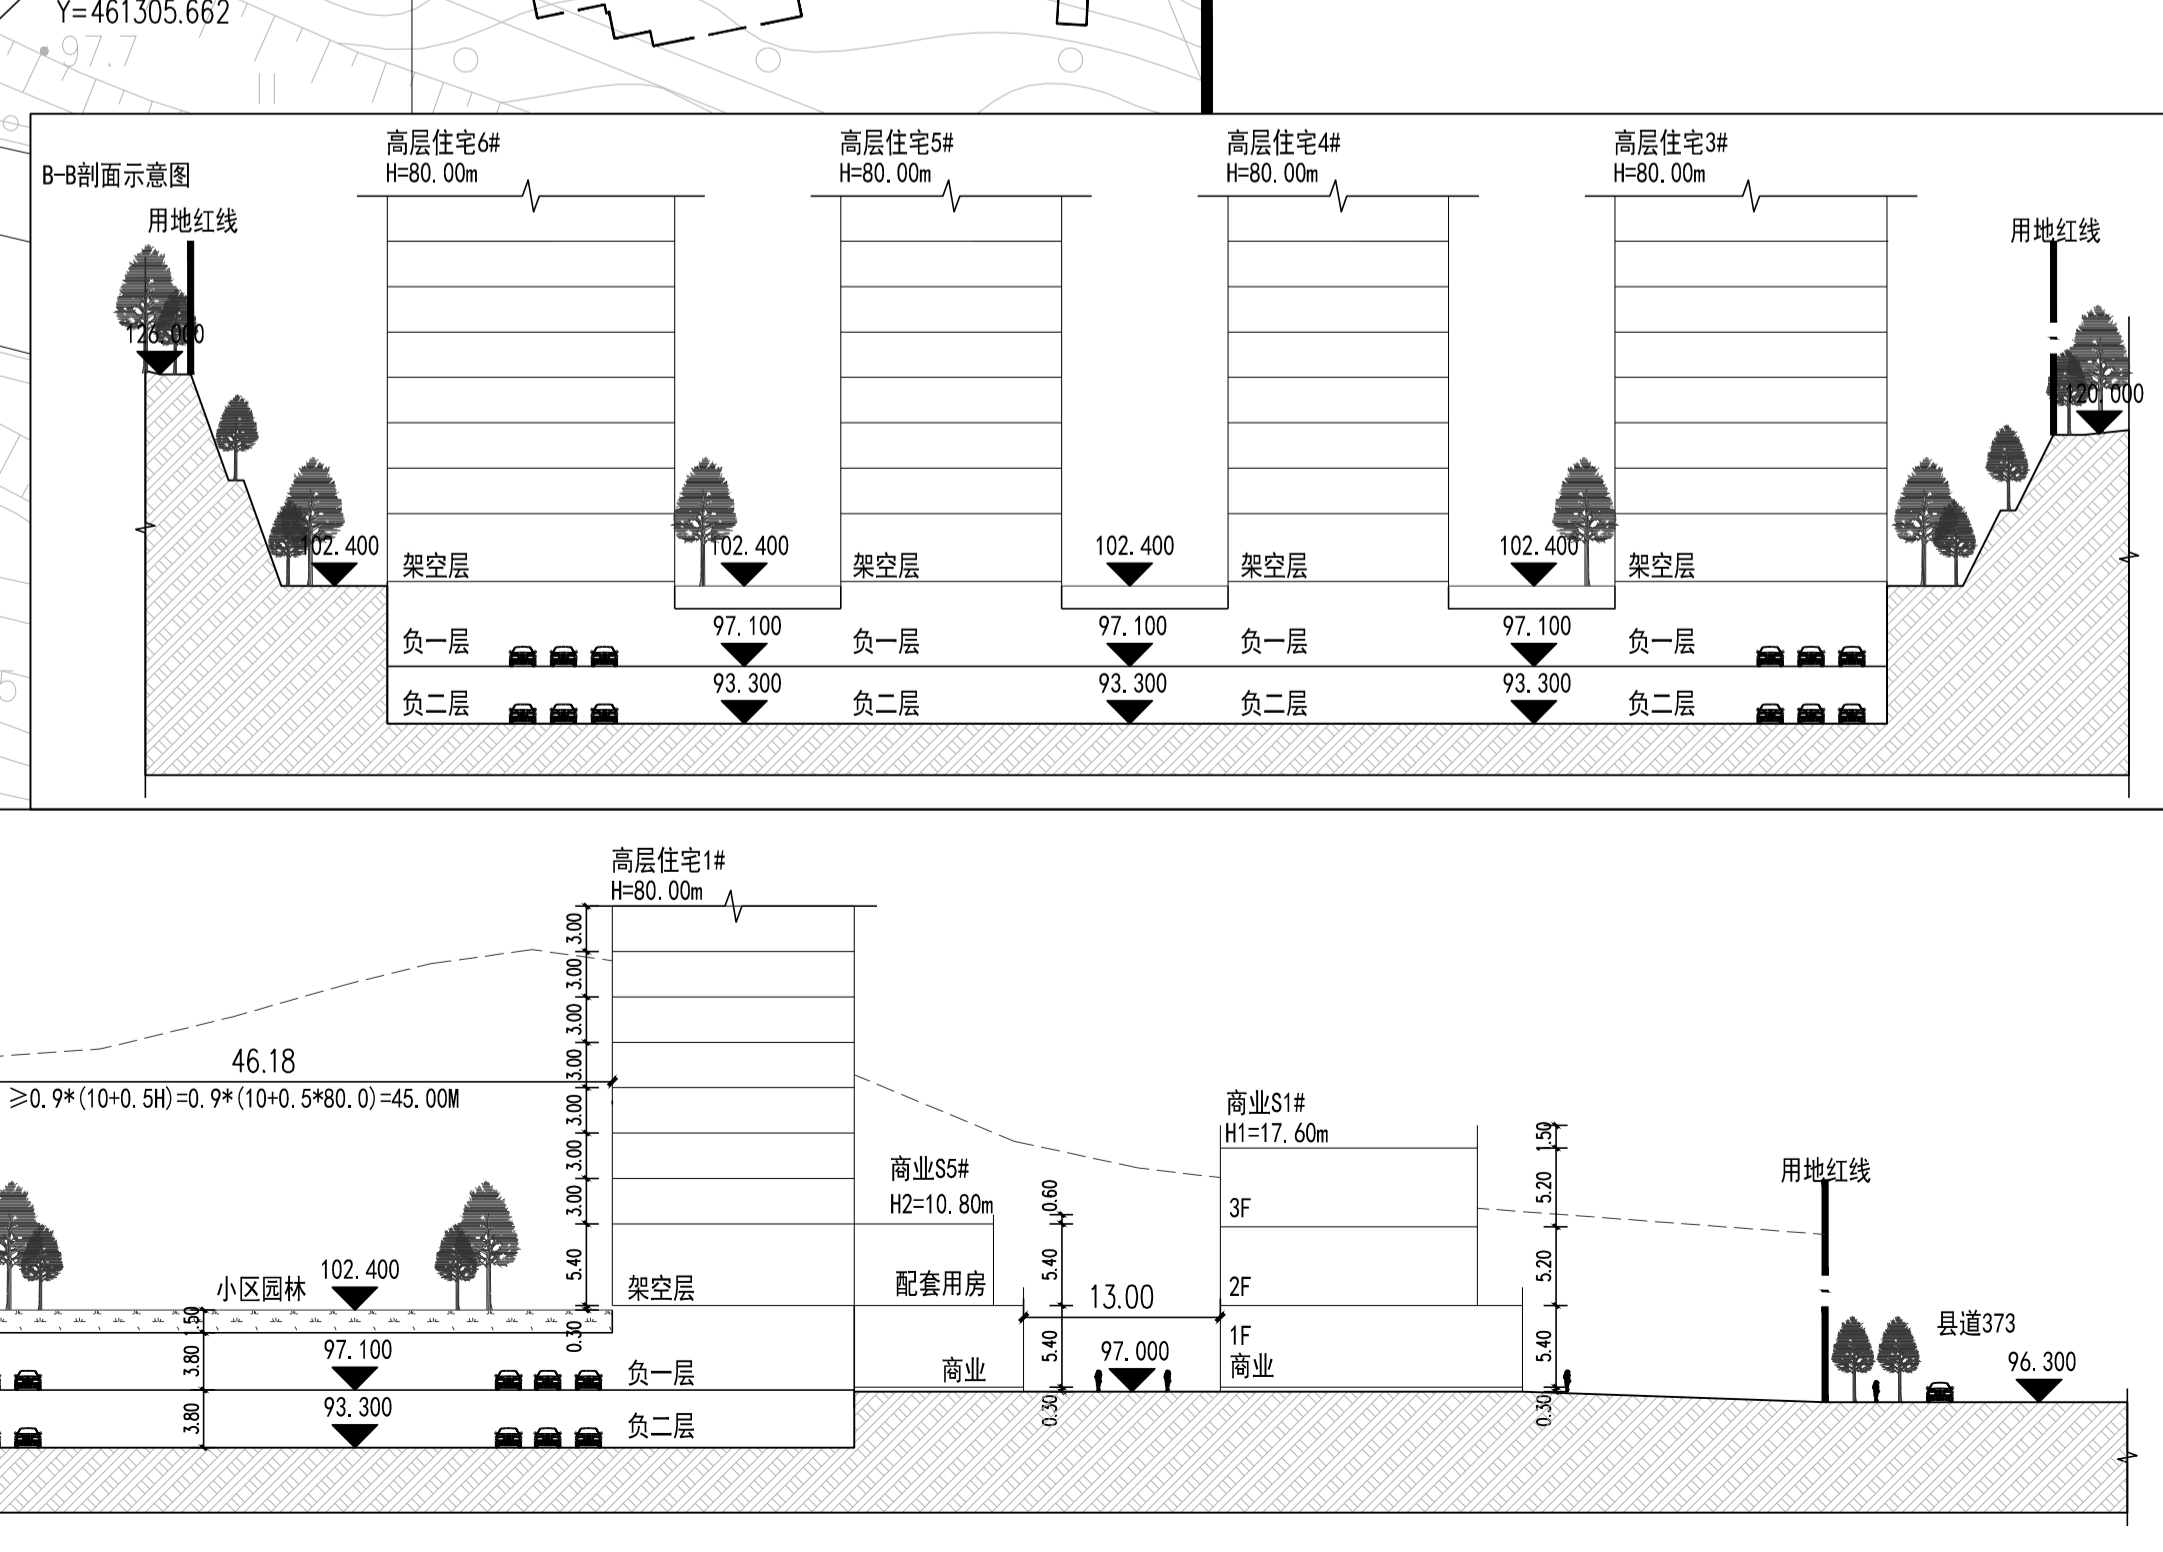 Y=461305.662
97.7
B-B剖面示意图
高层住宅6#
H=80.00m
高层住宅5#
H=80.00m
高层住宅4#
H=80.00m
高层住宅3#
H=80.00m
用地红线
用地红线
126.000
120.000
102.400
102.400
102.400
102.400
架空层
架空层
架空层
架空层
97.100
97.100
97.100
负一层
负一层
负一层
负一层
93.300
93.300
93.300
负二层
负二层
负二层
负二层
5
高层住宅1#
H=80.00m
3.00
3.00
3.00
3.00
3.00
3.00
3.00
5.40
0.30
46.18
≥0.9*(10+0.5H)=0.9*(10+0.5*80.0)=45.00M
小区园林
102.400
1.50
3.80
3.80
97.100
93.300
架空层
负一层
负二层
商业S5#
H2=10.80m
配套用房
商业
0.60
5.40
5.40
0.30
13.00
97.000
商业S1#
H1=17.60m
3F
2F
1F
商业
1.50
5.20
5.20
5.40
0.30
用地红线
县道373
96.300